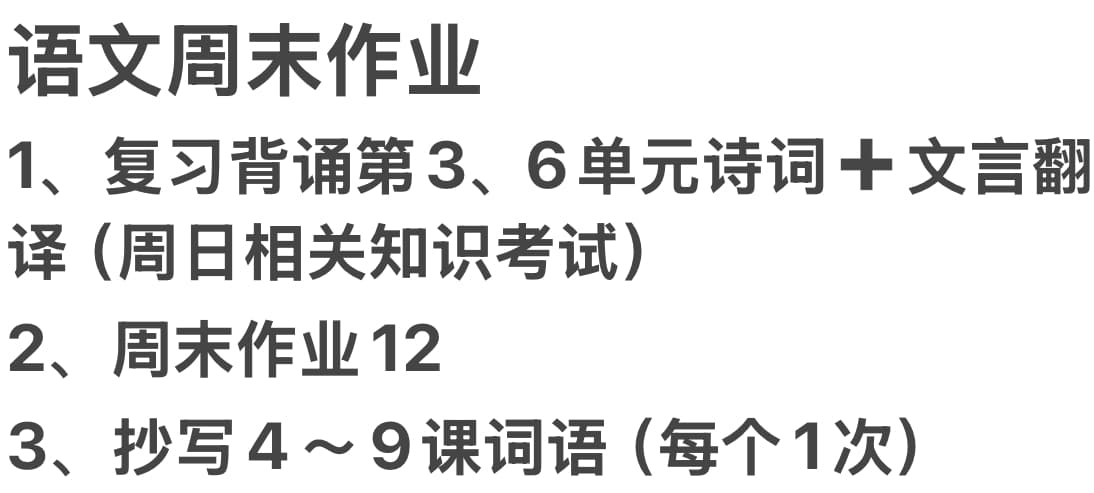 语文周末作业
1、复习背诵第3、6单元诗词➕文言翻
译（周日相关知识考试）
2、周末作业12
3、抄写4～9课词语（每个1次）